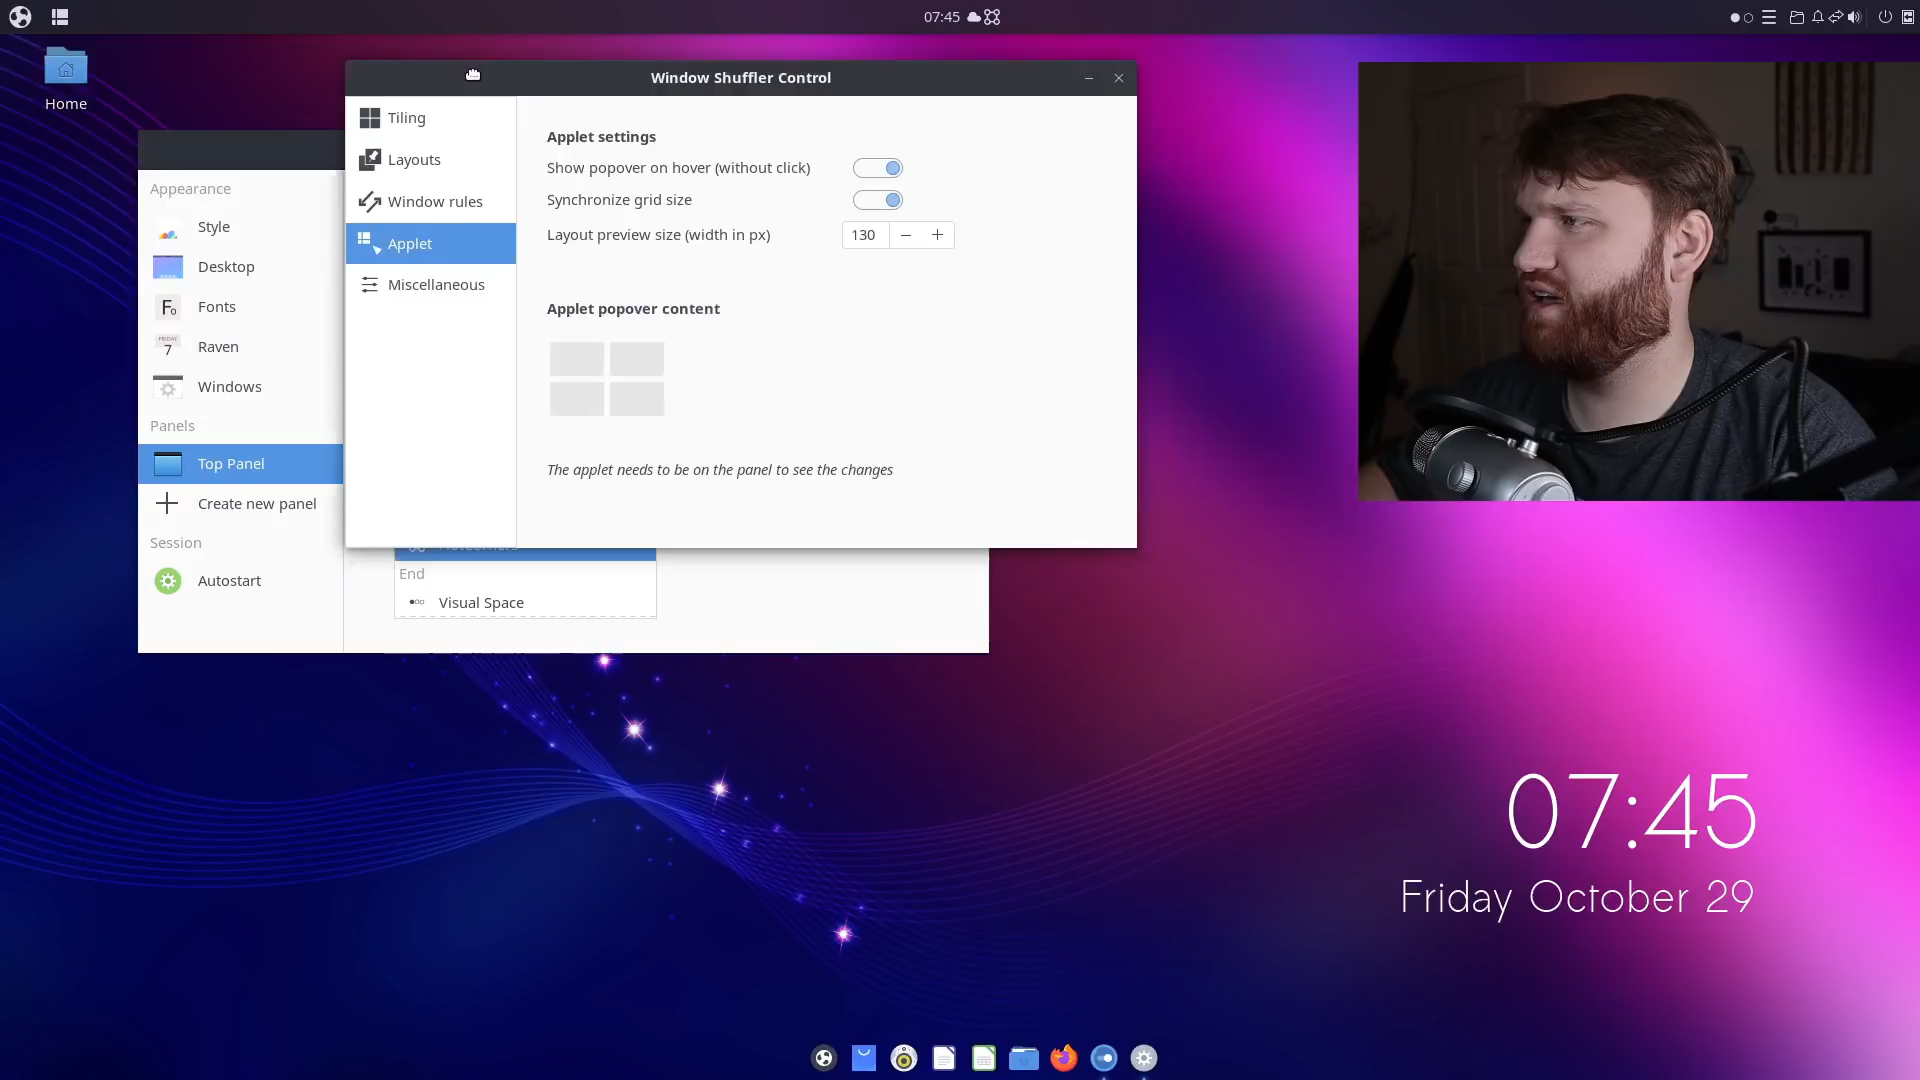 07:45
Home
Window Shuffler Control
Tiling
Layouts
Window rules
Applet
Miscellaneous
Applet settings
Show popover on hover (without click)
Synchronize grid size
Layout preview size (width in px)
130
Applet popover content
The applet needs to be on the panel to see the changes
Appearance
Style
Desktop
Fo
Fonts
FRIDAY
7
Raven
Windows
Panels
Top Panel
Create new panel
Session
Autostart
End
Visual Space
07:45
Friday October 29